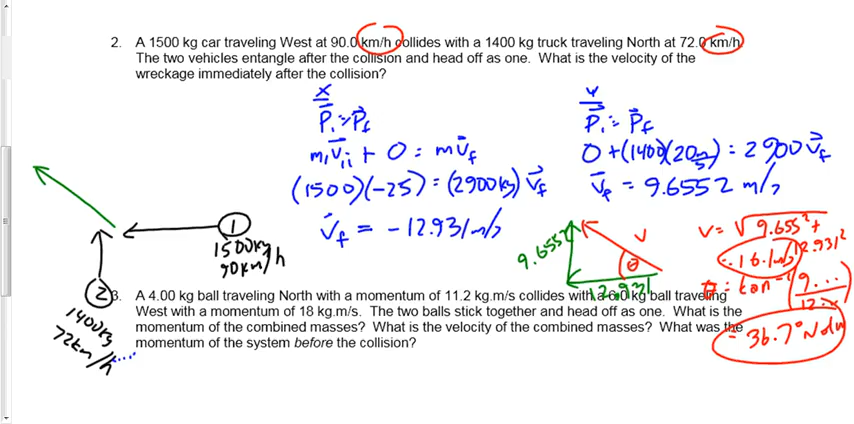 2. A 1500 kg car traveling West at 90.0 km/h collides with a 1400 kg truck traveling North at 72.0 km/h.
The two vehicles entangle after the collision and head off as one. What is the velocity of the
wreckage immediately after the collision?
X
P⃗i = P⃗f
m₁v⃗₁i + 0 = mv⃗f
(1500)(-25) = (2900kg) v⃗f
v⃗f = -12.931 m/s
Y
P⃗i = P⃗f
0 + (1400)(20 m/s) = 2900 v⃗f
v⃗f = 9.6552 m/s
1
1500kg
90km/h
2
1400kg
72km/h
9.6552
V
θ
12.931
V = √9.655² + 12.931²
= 16.1 m/s
θ = tan⁻¹(9.../12...)
= 36.7° N of W
3. A 4.00 kg ball traveling North with a momentum of 11.2 kg.m/s collides with a 6.0 kg ball traveling
West with a momentum of 18 kg.m/s. The two balls stick together and head off as one. What is the
momentum of the combined masses? What is the velocity of the combined masses? What was the
momentum of the system before the collision?